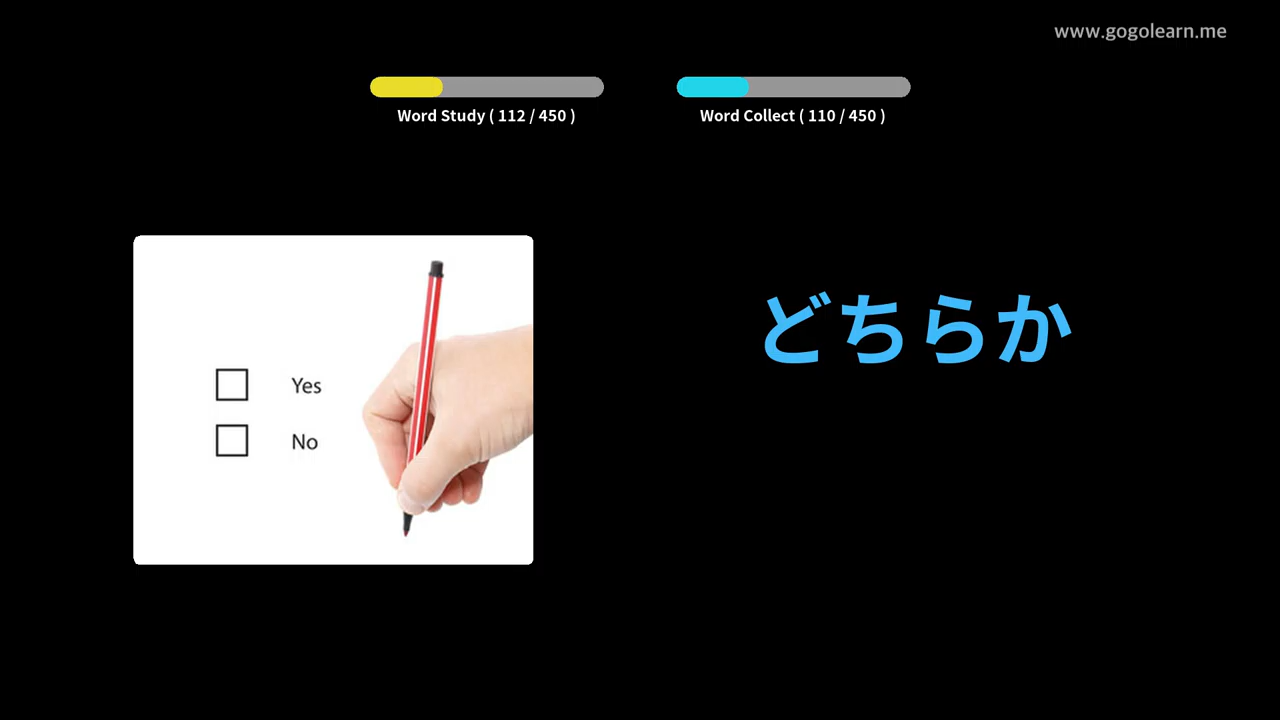 www.gogolearn.me
Word Study ( 112 / 450 )
Word Collect ( 110 / 450 )
Yes
No
どちらか